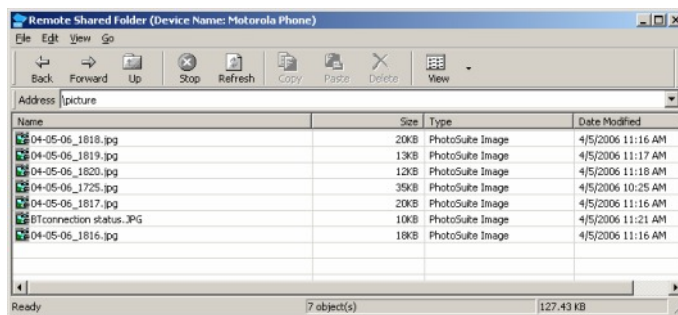 Remote Shared Folder (Device Name: Motorola Phone)
File Edit View Go
Back Forward Up Stop Refresh Copy Paste Delete View
Address \picture
Name Size Type Date Modified
04-05-06_1818.jpg 20KB PhotoSuite Image 4/5/2006 11:16 AM
04-05-06_1819.jpg 13KB PhotoSuite Image 4/5/2006 11:17 AM
04-05-06_1820.jpg 12KB PhotoSuite Image 4/5/2006 11:18 AM
04-05-06_1725.jpg 35KB PhotoSuite Image 4/5/2006 10:25 AM
04-05-06_1817.jpg 20KB PhotoSuite Image 4/5/2006 11:16 AM
BTconnection status.JPG 10KB PhotoSuite Image 4/5/2006 11:21 AM
04-05-06_1816.jpg 18KB PhotoSuite Image 4/5/2006 11:16 AM
Ready 7 object(s) 127.43 KB